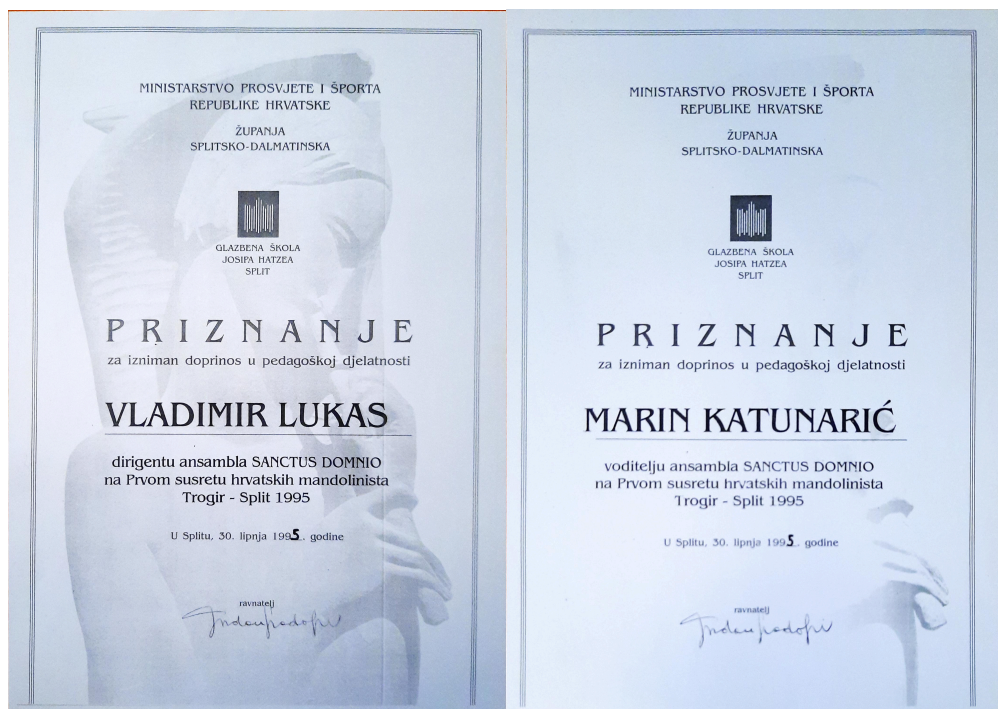 MINISTARSTVO PROSVJETE I ŠPORTA
REPUBLIKE HRVATSKE
ŽUPANJA
SPLITSKO-DALMATINSKA
GLAZBENA ŠKOLA
JOSIPA HATZEA
SPLIT
PRIZNANJE
za izniman doprinos u pedagoškoj djelatnosti
VLADIMIR LUKAS
dirigentu ansambla SANCTUS DOMNIO
na Prvom susretu hrvatskih mandolinista
Trogir - Split 1995
U Splitu, 30. lipnja 1995. godine
ravnatelj
MINISTARSTVO PROSVJETE I ŠPORTA
REPUBLIKE HRVATSKE
ŽUPANJA
SPLITSKO-DALMATINSKA
GLAZBENA ŠKOLA
JOSIPA HATZEA
SPLIT
PRIZNANJE
za izniman doprinos u pedagoškoj djelatnosti
MARIN KATUNARIĆ
voditelju ansambla SANCTUS DOMNIO
na Prvom susretu hrvatskih mandolinista
Trogir - Split 1995
U Splitu, 30. lipnja 1995. godine
ravnatelj